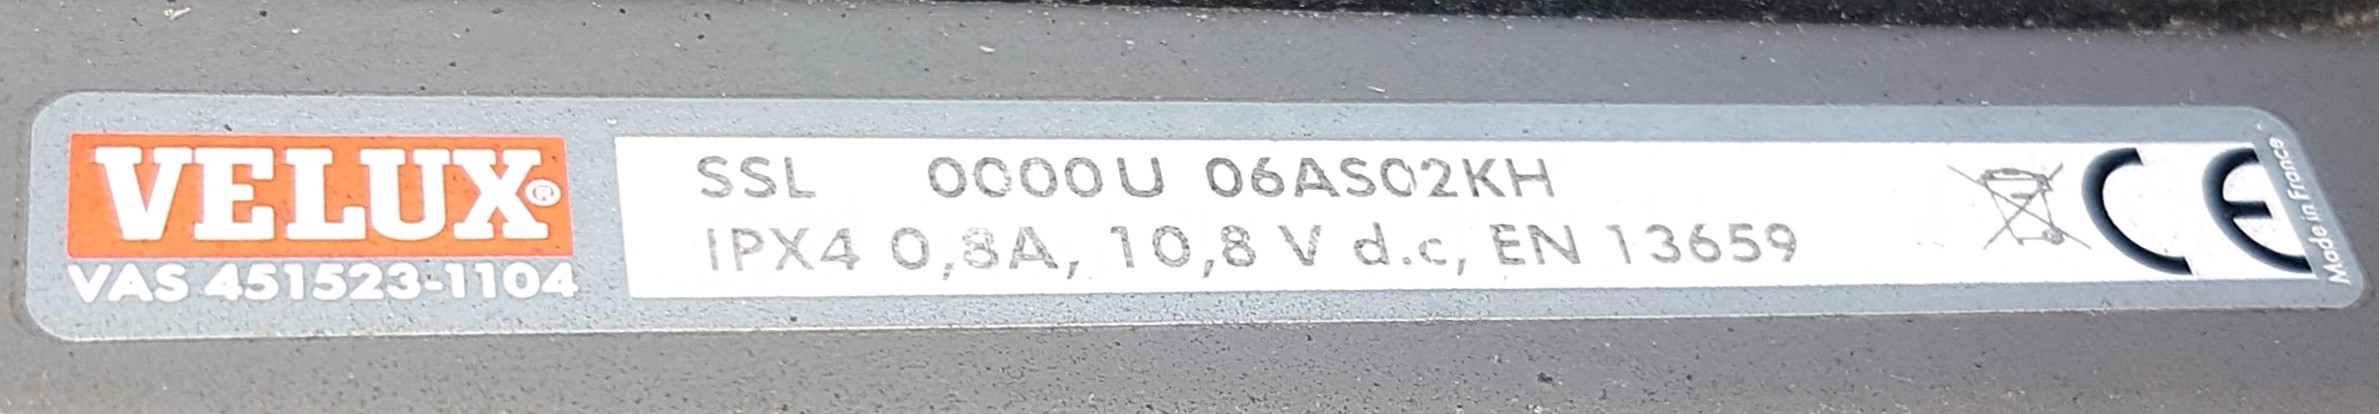 VELUX®
VAS 451523-1104
SSL 0000U 06AS02KH
IPX4 0,8A, 10,8 V d.c, EN 13659
CE
Made in France